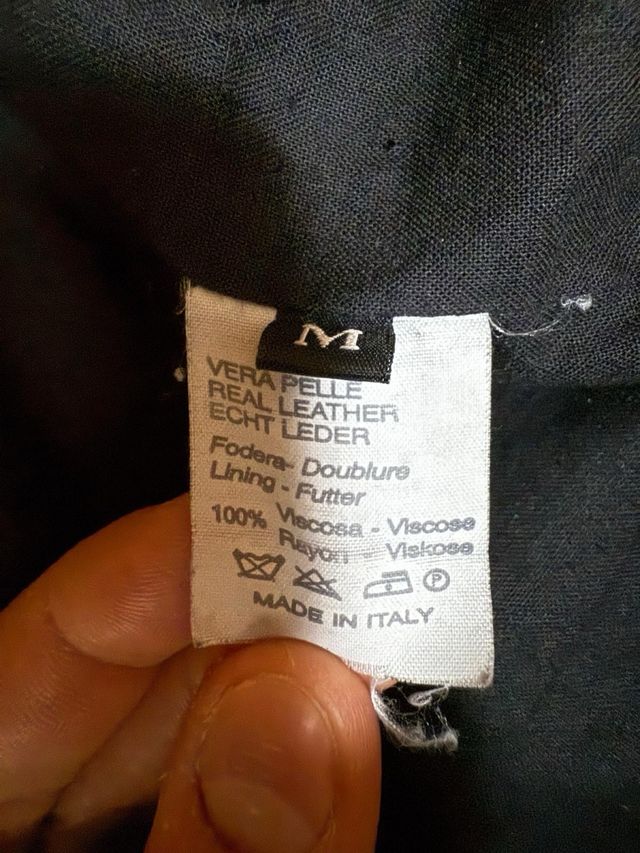 M
VERA PELLE
REAL LEATHER
ECHT LEDER
Fodera- Doublure
Lining - Futter
100% Viscosa - Viscose
Rayon - Viskose
P
MADE IN ITALY